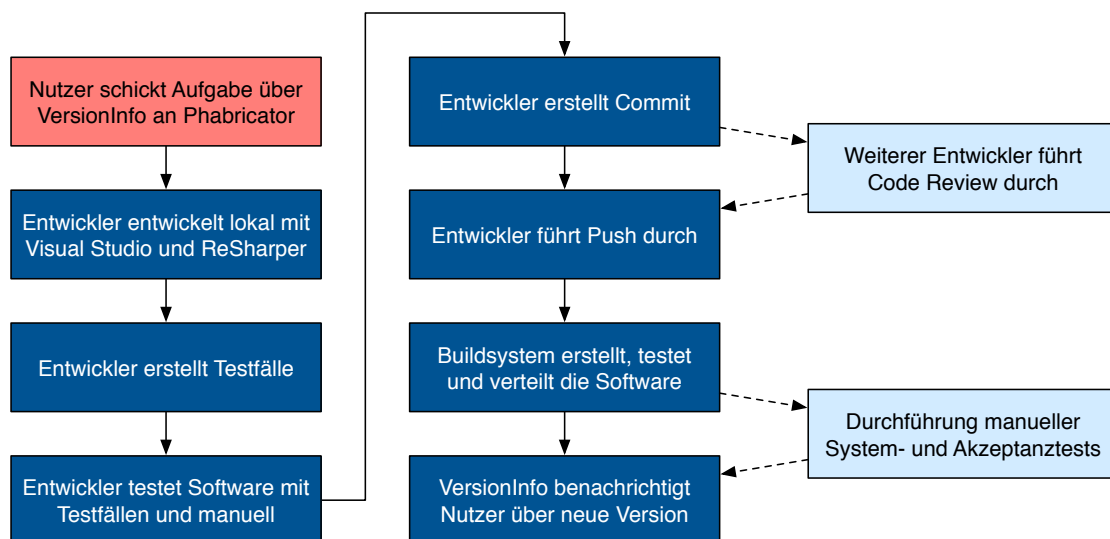 Nutzer schickt Aufgabe über
VersionInfo an Phabricator
Entwickler entwickelt lokal mit
Visual Studio und ReSharper
Entwickler erstellt Testfälle
Entwickler testet Software mit
Testfällen und manuell
Entwickler erstellt Commit
Weiterer Entwickler führt
Code Review durch
Entwickler führt Push durch
Buildsystem erstellt, testet
und verteilt die Software
Durchführung manueller
System- und Akzeptanztests
VersionInfo benachrichtigt
Nutzer über neue Version